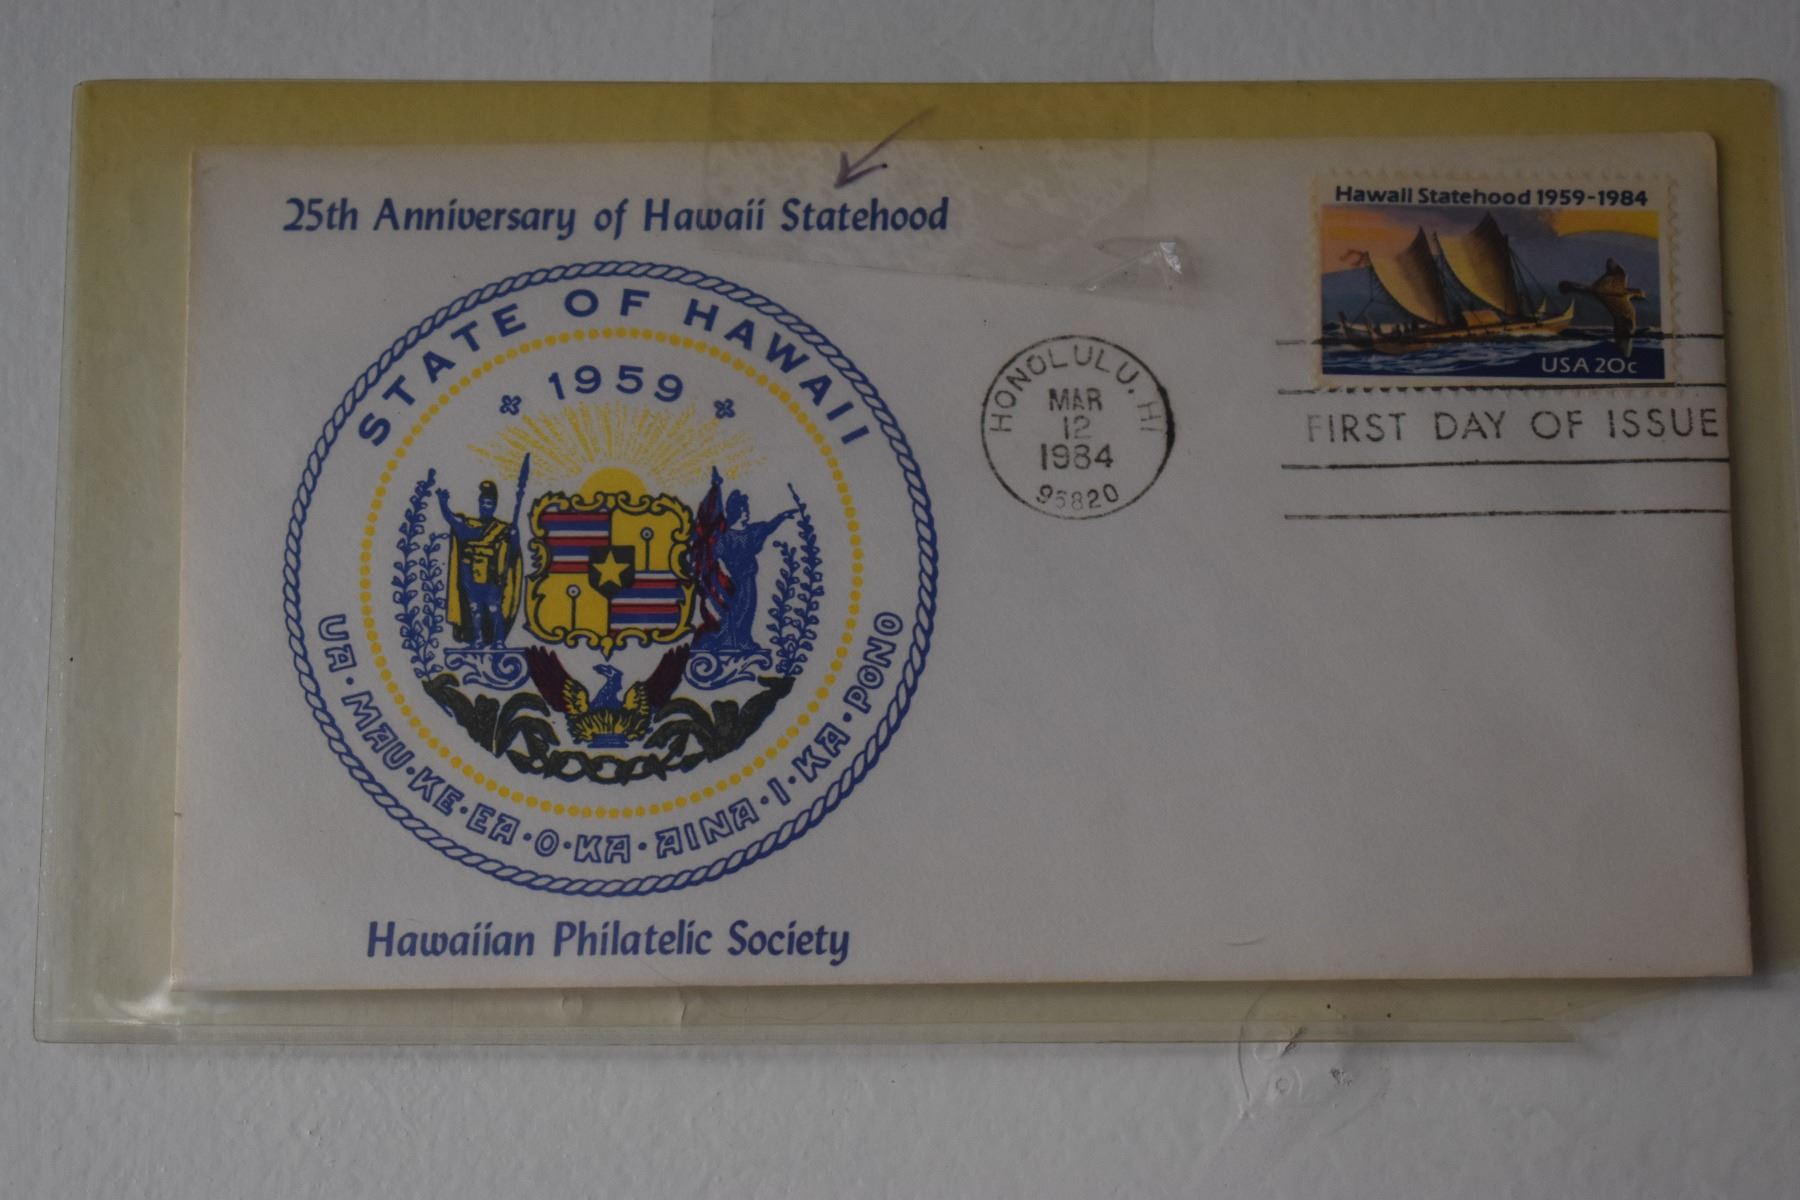 25th Anniversary of Hawaii Statehood
STATE OF HAWAII
1959
UA · MAU · KE · EA · O · KA · AINA · I · KA · PONO
Hawaiian Philatelic Society
HONOLULU, HI
MAR
12
1984
96820
Hawaii Statehood 1959-1984
USA 20c
FIRST DAY OF ISSUE